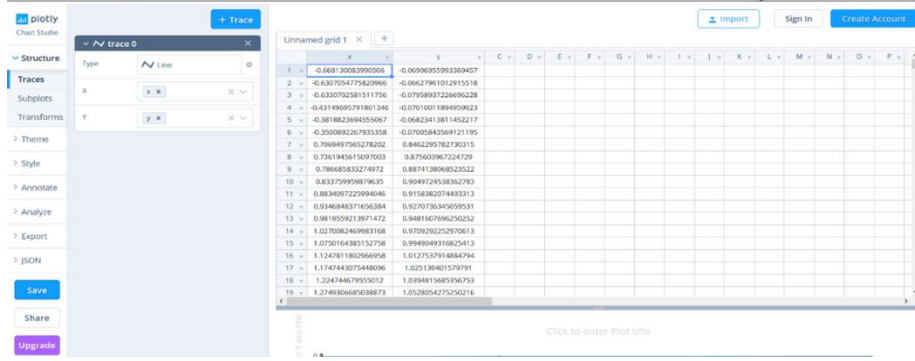 plotly
Chart Studio
+ Trace
Import
Sign In
Create Account
Structure
Traces
Subplots
Transforms
Theme
Style
Annotate
Analyze
Export
JSON
Save
Share
Upgrade
trace 0
Type
Line
X
x
Y
y
Unnamed grid 1
x y C D E F G H I J K L M N O P
1 -0.668130083990506 -0.06906955993369457
2 -0.6307054775820966 -0.06627961012915518
3 -0.6330702581511756 -0.07958937226696228
4 -0.43149695791801346 -0.07010011894959023
5 -0.3818823694555067 -0.06823413811452217
6 -0.3500892267935358 -0.07005843569121195
7 0.7069497565278202 0.8462295782730315
8 0.7361945615097003 0.875603967224729
9 0.786685833274972 0.8874138068523522
10 0.833759959879635 0.9049724538362783
11 0.8834097225994046 0.9158382074403313
12 0.9346848371656384 0.9270736345059531
13 0.9819559213971472 0.9481607696250252
14 1.0270082469983168 0.9709292252970613
15 1.0750164385152758 0.9949049316825413
16 1.1247811802966958 1.0127537914884794
17 1.1747443075448096 1.025130401579791
18 1.224744679555012 1.0394815685356753
19 1.2749306685038873 1.0528054275250216
Click to enter Plot title